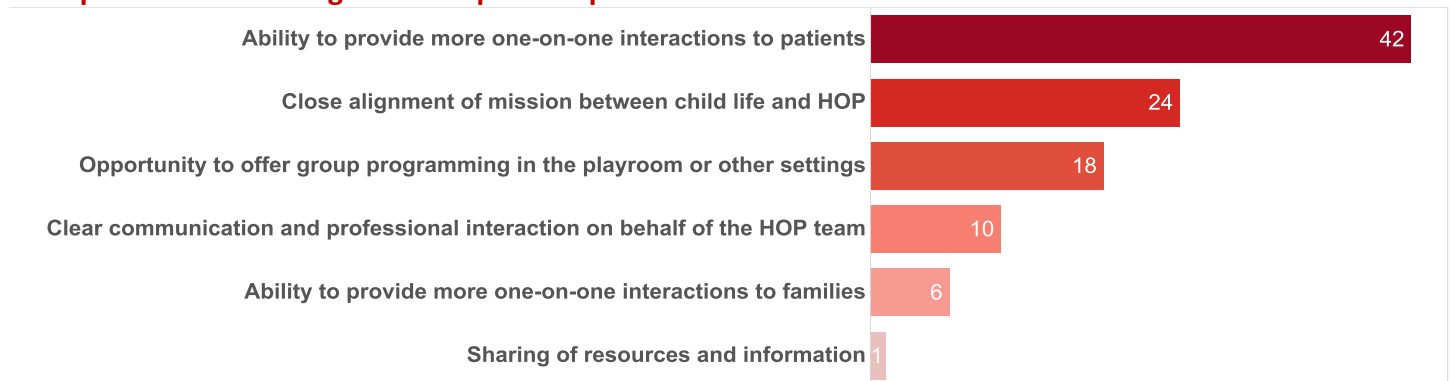 Ability to provide more one-on-one interactions to patients 42
Close alignment of mission between child life and HOP 24
Opportunity to offer group programming in the playroom or other settings 18
Clear communication and professional interaction on behalf of the HOP team 10
Ability to provide more one-on-one interactions to families 6
Sharing of resources and information 1